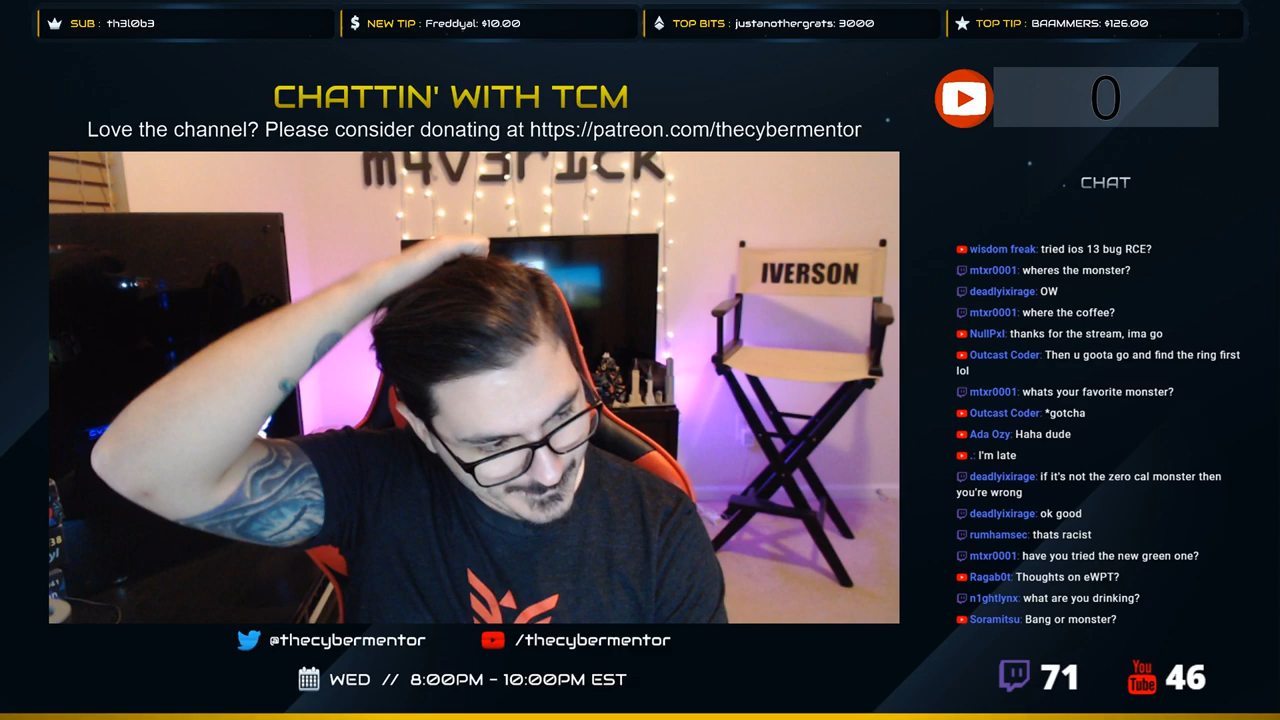 SUB : th3l0b3
NEW TIP : Freddyal: $10.00
TOP BITS : justanothergrats: 3000
TOP TIP : BAAMMERS: $126.00
CHATTIN' WITH TCM
Love the channel? Please consider donating at https://patreon.com/thecybermentor
0
m4v3r1ck
IVERSON
CHAT
wisdom freak: tried ios 13 bug RCE?
mtxr0001: wheres the monster?
deadlyixirage: OW
mtxr0001: where the coffee?
NullPxl: thanks for the stream, ima go
Outcast Coder: Then u goota go and find the ring first
lol
mtxr0001: whats your favorite monster?
Outcast Coder: *gotcha
Ada Ozy: Haha dude
.: I'm late
deadlyixirage: if it's not the zero cal monster then
you're wrong
deadlyixirage: ok good
rumhamsec: thats racist
mtxr0001: have you tried the new green one?
Ragab0t: Thoughts on eWPT?
n1ghtlynx: what are you drinking?
Soramitsu: Bang or monster?
@thecybermentor
/thecybermentor
WED // 8:00PM - 10:00PM EST
71
You
Tube
46